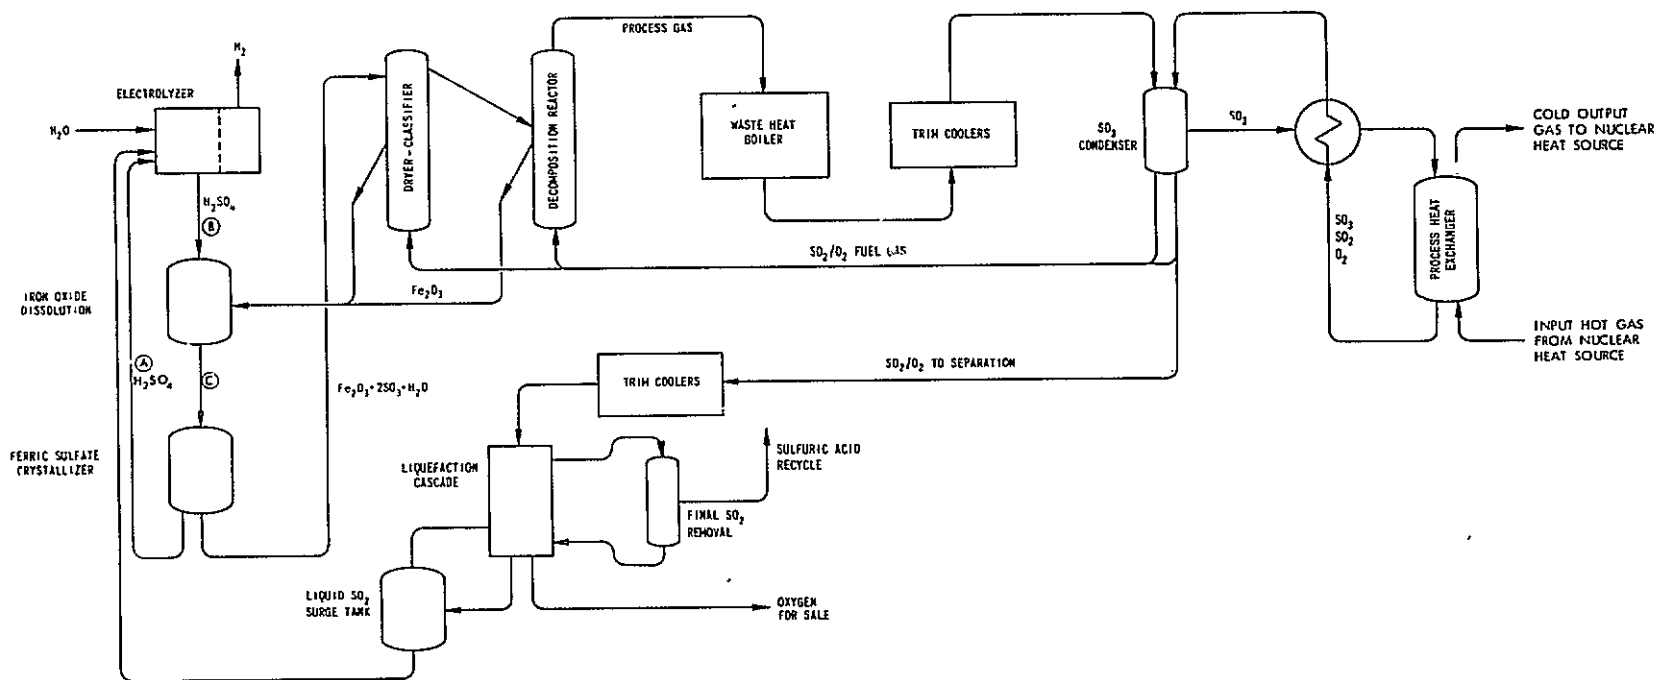 H₂
ELECTROLYZER
H₂O
H₂SO₄
B
IRON OXIDE
DISSOLUTION
A
H₂SO₄
C
FERRIC SULFATE
CRYSTALLIZER
Fe₂O₃·2SO₃·H₂O
DRYER-CLASSIFIER
Fe₂O₃
DECOMPOSITION REACTOR
PROCESS GAS
WASTE HEAT
BOILER
TRIM COOLERS
SO₃
CONDENSER
SO₃
SO₂/O₂ FUEL GAS
SO₃
SO₂
O₂
PROCESS HEAT
EXCHANGER
COLD OUTPUT
GAS TO NUCLEAR
HEAT SOURCE
INPUT HOT GAS
FROM NUCLEAR
HEAT SOURCE
SO₂/O₂ TO SEPARATION
TRIM COOLERS
LIQUEFACTION
CASCADE
SULFURIC ACID
RECYCLE
FINAL SO₂
REMOVAL
LIQUID SO₂
SURGE TANK
OXYGEN
FOR SALE